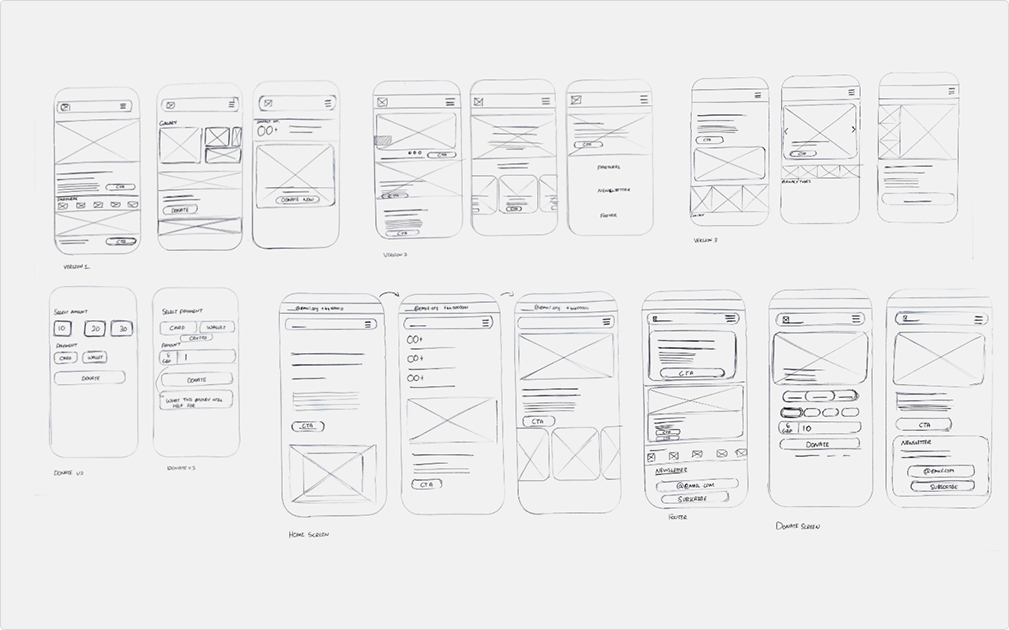 CTA
PARTNERS
CTA
VERSION 1
GALLERY
DONATE
00+
DONATE NOW
CTA
CTA
VERSION 2
CTA
CTA
PARTNERS
NEWSLETTER
FOOTER
CTA
VERSION 3
CTA
SELECT AMOUNT
10 20 30
PAYMENT
CARD WALLET
DONATE
DONATE V2
SELECT PAYMENT
CARD WALLET
CRYPTO
AMOUNT
£
GBP 1
DONATE
WHAT THIS MONEY WILL
HELP FOR
DONATE V3
CTA
HOME SCREEN
00+
00+
00+
CTA
CTA
CTA
CTA
NEWSLETTER
@EMAIL.COM
SUBSCRIBE
FOOTER
GBP 10
DONATE
DONATE SCREEN
CTA
NEWSLETTER
@EMAIL.COM
SUBSCRIBE